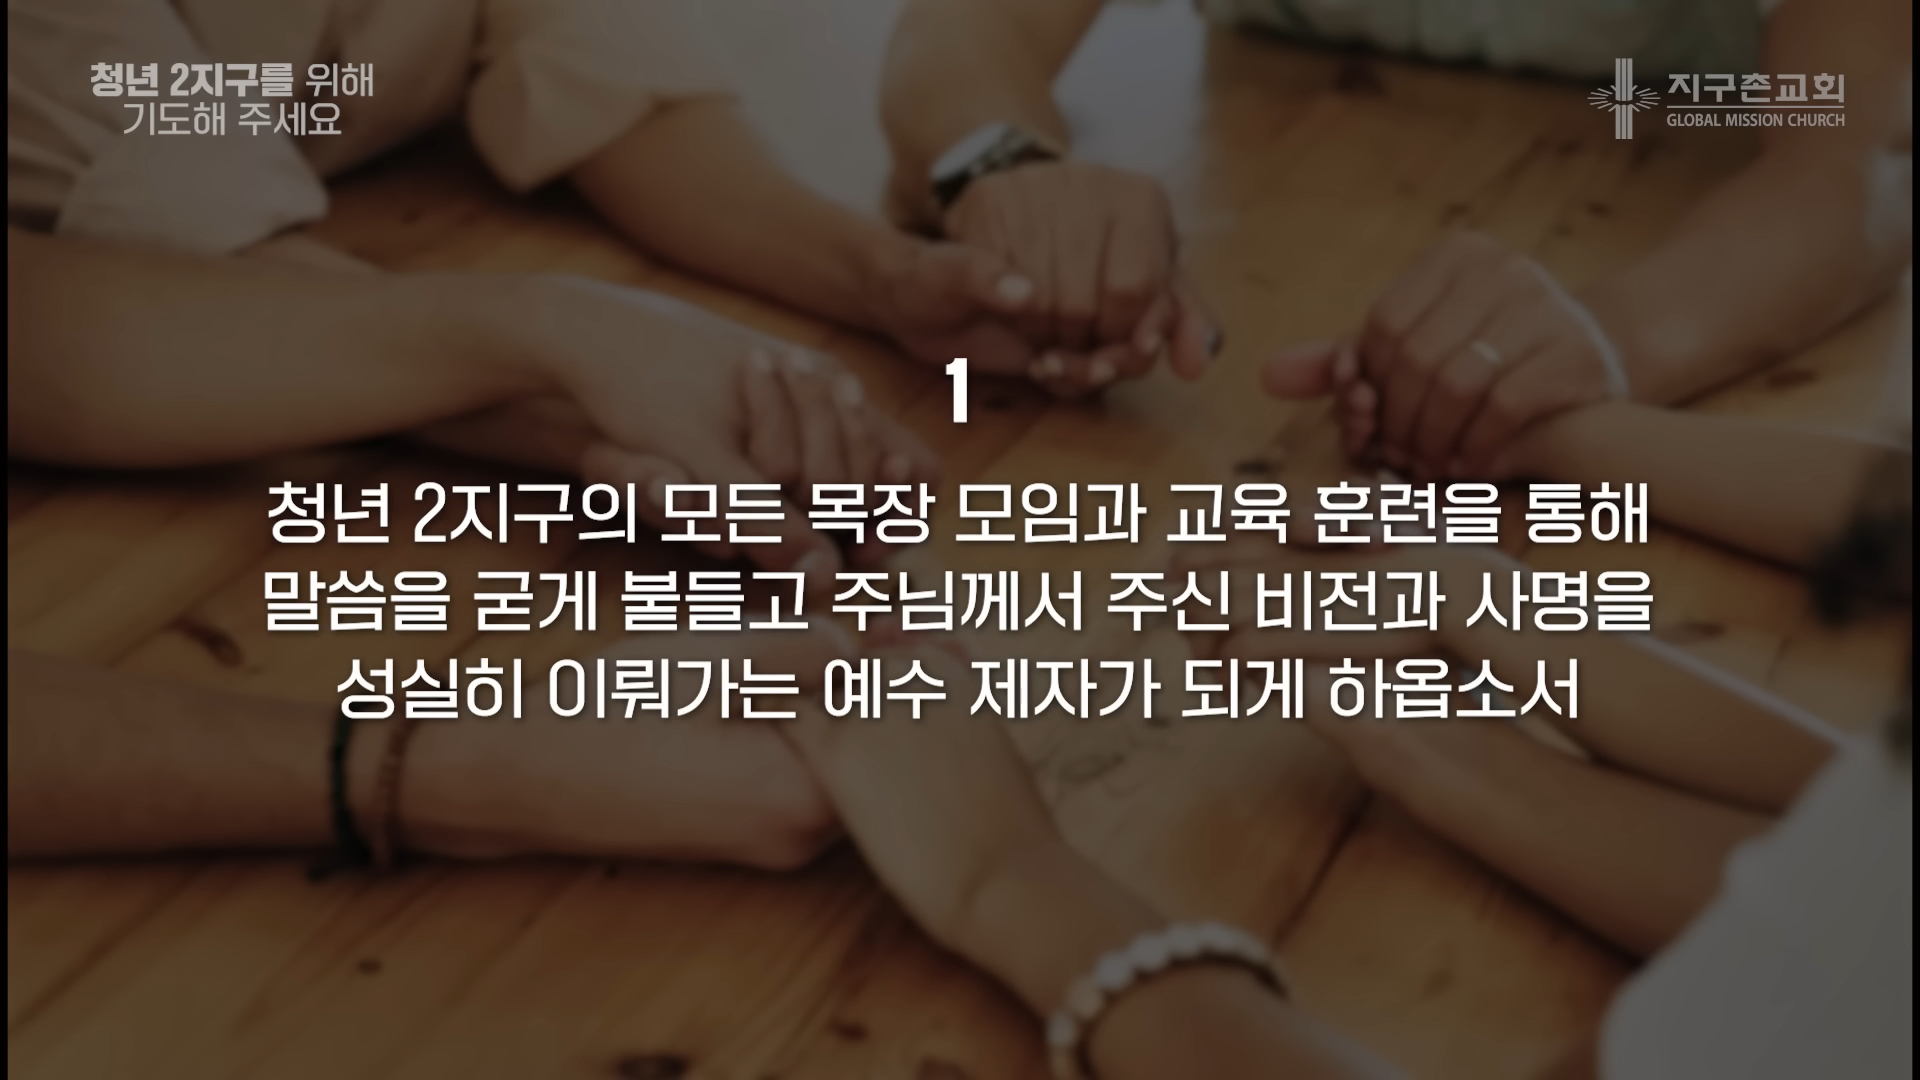 청년 2지구를 위해
기도해 주세요
지구촌교회
GLOBAL MISSION CHURCH
1
청년 2지구의 모든 목장 모임과 교육 훈련을 통해
말씀을 굳게 붙들고 주님께서 주신 비전과 사명을
성실히 이뤄가는 예수 제자가 되게 하옵소서